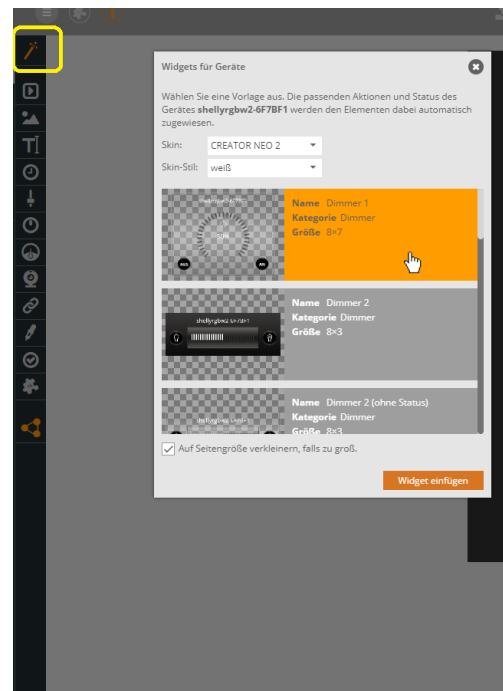 Widgets für Geräte
Wählen Sie eine Vorlage aus. Die passenden Aktionen und Status des
Gerätes shellyrgbw2-6F7BF1 werden den Elementen dabei automatisch
zugewiesen.
Skin: CREATOR NEO 2
Skin-Stil: weiß
Name Dimmer 1
Kategorie Dimmer
Größe 8×7
50%
AUS
AN
Name Dimmer 2
Kategorie Dimmer
Größe 8×3
shellyrgbw2-6F7BF1
Name Dimmer 2 (ohne Status)
Kategorie Dimmer
Größe 8×3
Auf Seitengröße verkleinern, falls zu groß.
Widget einfügen
T